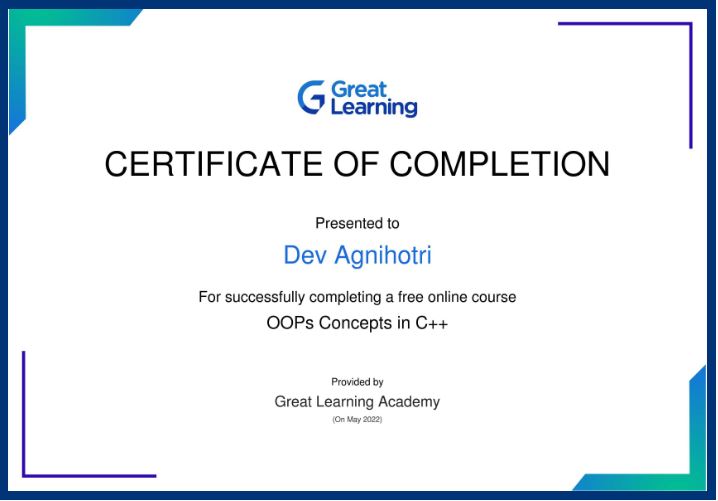 Great
Learning
CERTIFICATE OF COMPLETION
Presented to
Dev Agnihotri
For successfully completing a free online course
OOPs Concepts in C++
Provided by
Great Learning Academy
(On May 2022)